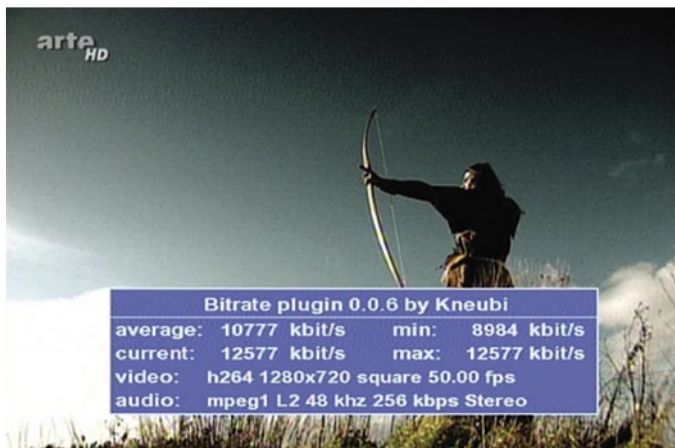 arte
HD
Bitrate plugin 0.0.6 by Kneubi
average: 10777 kbit/s min: 8984 kbit/s
current: 12577 kbit/s max: 12577 kbit/s
video: h264 1280x720 square 50.00 fps
audio: mpeg1 L2 48 khz 256 kbps Stereo